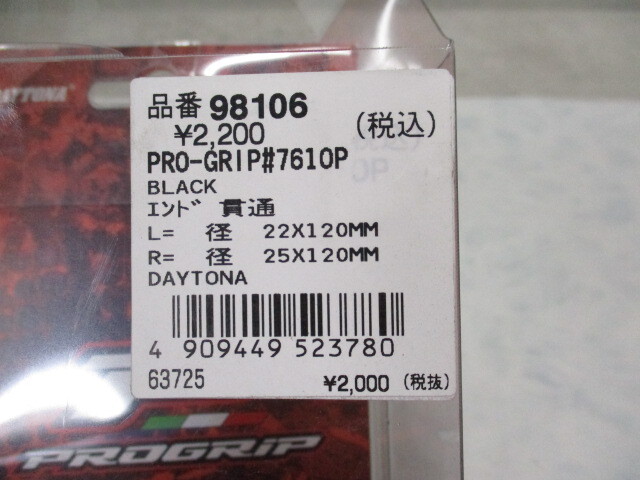 DAYTONA
品番 98106
¥2,200 (税込)
PRO-GRIP#7610P
BLACK
エンド 貫通
L= 径 22X120MM
R= 径 25X120MM
DAYTONA
4 909449 523780
63725 ¥2,000 (税抜)
PROGRIP